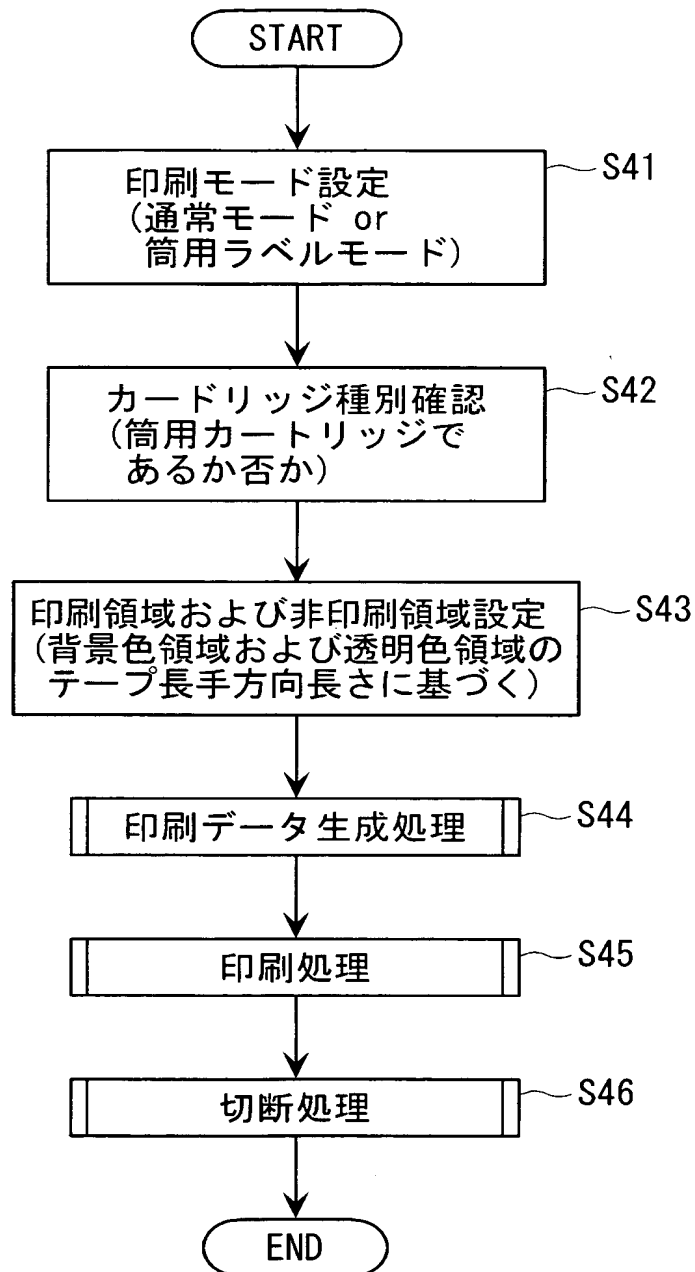 START
印刷モード設定
(通常モード or
筒用ラベルモード)
S41
カードリッジ種別確認
(筒用カートリッジで
あるか否か)
S42
印刷領域および非印刷領域設定
(背景色領域および透明色領域の
テープ長手方向長さに基づく)
S43
印刷データ生成処理
S44
印刷処理
S45
切断処理
S46
END